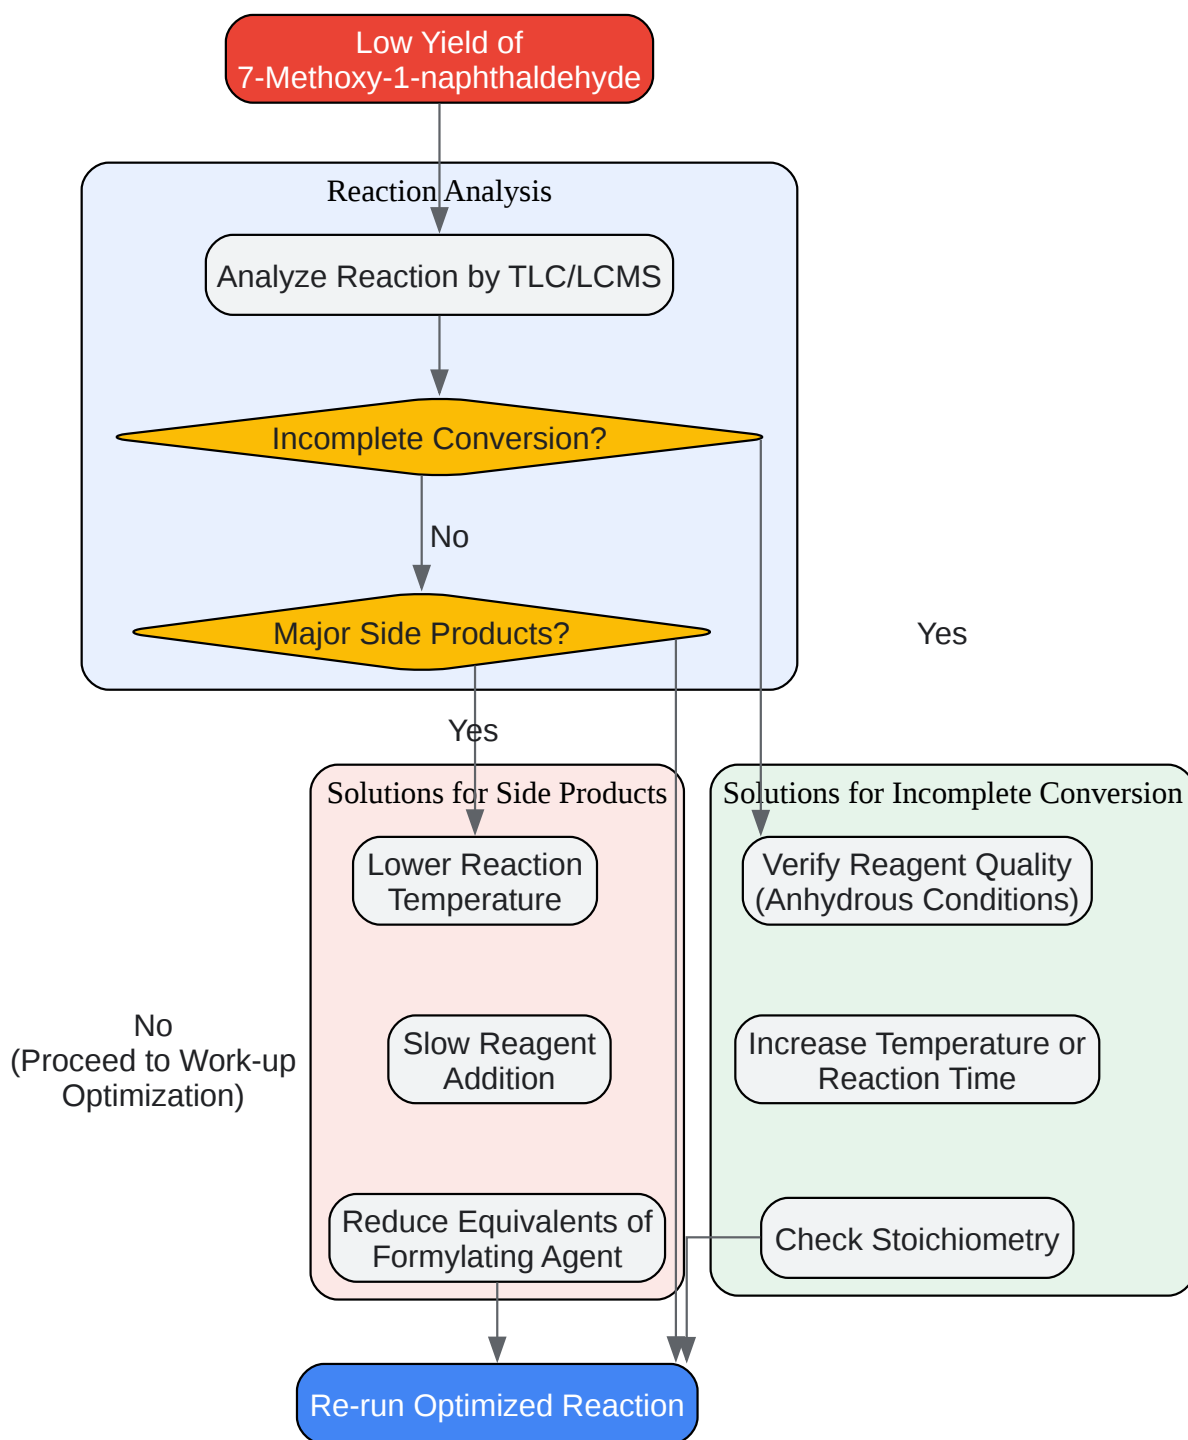 Low Yield of
7-Methoxy-1-naphthaldehyde
Reaction Analysis
Analyze Reaction by TLC/LCMS
Incomplete Conversion?
No
Major Side Products?
Yes
Yes
Solutions for Side Products
Lower Reaction
Temperature
Slow Reagent
Addition
Reduce Equivalents of
Formylating Agent
Solutions for Incomplete Conversion
Verify Reagent Quality
(Anhydrous Conditions)
Increase Temperature or
Reaction Time
Check Stoichiometry
No
(Proceed to Work-up
Optimization)
Re-run Optimized Reaction